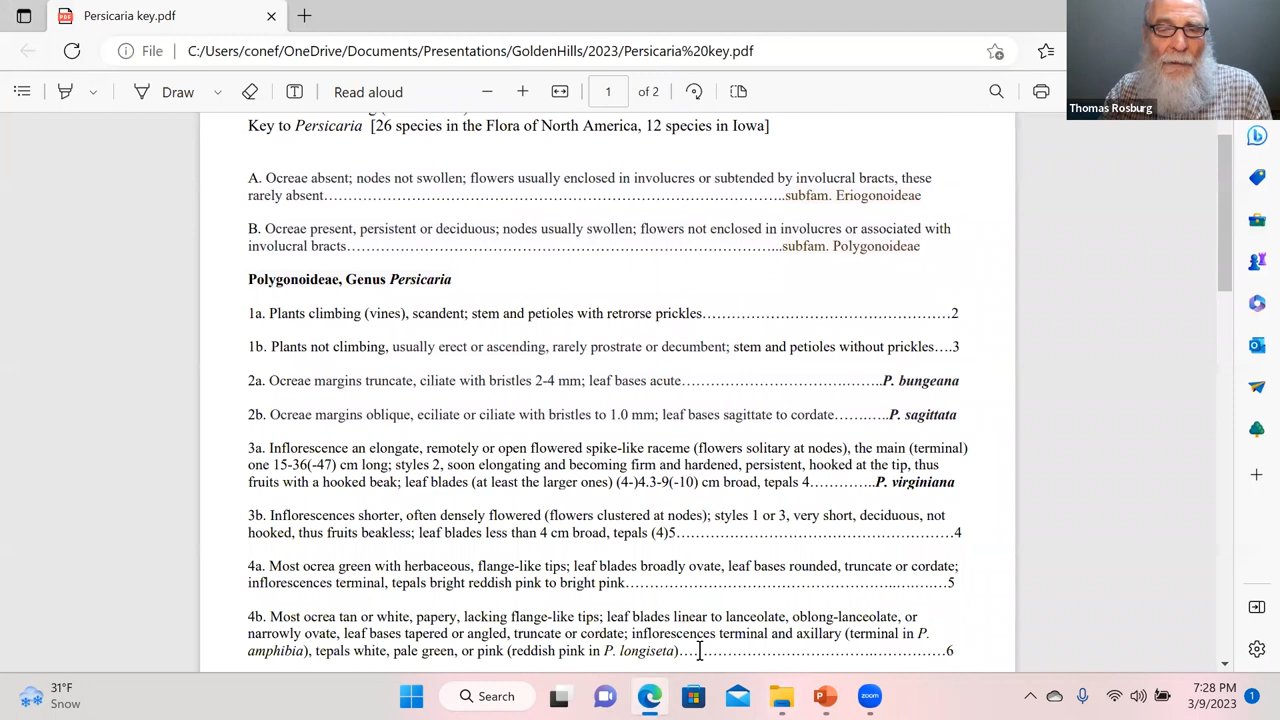 Persicaria key.pdf
File
C:/Users/conef/OneDrive/Documents/Presentations/GoldenHills/2023/Persicaria%20key.pdf
Draw
Read aloud
1
of 2
Thomas Rosburg
Key to Persicaria [26 species in the Flora of North America, 12 species in Iowa]
A. Ocreae absent; nodes not swollen; flowers usually enclosed in involucres or subtended by involucral bracts, these
rarely absent…………………………………………………………………………..subfam. Eriogonoideae
B. Ocreae present, persistent or deciduous; nodes usually swollen; flowers not enclosed in involucres or associated with
involucral bracts………………………………………………………………………...subfam. Polygonoideae
Polygonoideae, Genus Persicaria
1a. Plants climbing (vines), scandent; stem and petioles with retrorse prickles……………………………………………2
1b. Plants not climbing, usually erect or ascending, rarely prostrate or decumbent; stem and petioles without prickles….3
2a. Ocreae margins truncate, ciliate with bristles 2-4 mm; leaf bases acute……………………………..……..P. bungeana
2b. Ocreae margins oblique, eciliate or ciliate with bristles to 1.0 mm; leaf bases sagittate to cordate…….…..P. sagittata
3a. Inflorescence an elongate, remotely or open flowered spike-like raceme (flowers solitary at nodes), the main (terminal)
one 15-36(-47) cm long; styles 2, soon elongating and becoming firm and hardened, persistent, hooked at the tip, thus
fruits with a hooked beak; leaf blades (at least the larger ones) (4-)4.3-9(-10) cm broad, tepals 4…………..P. virginiana
3b. Inflorescences shorter, often densely flowered (flowers clustered at nodes); styles 1 or 3, very short, deciduous, not
hooked, thus fruits beakless; leaf blades less than 4 cm broad, tepals (4)5…………………………………………………4
4a. Most ocrea green with herbaceous, flange-like tips; leaf blades broadly ovate, leaf bases rounded, truncate or cordate;
inflorescences terminal, tepals bright reddish pink to bright pink……………………………………………..……..….…5
4b. Most ocrea tan or white, papery, lacking flange-like tips; leaf blades linear to lanceolate, oblong-lanceolate, or
narrowly ovate, leaf bases tapered or angled, truncate or cordate; inflorescences terminal and axillary (terminal in P.
amphibia), tepals white, pale green, or pink (reddish pink in P. longiseta)…..……………………………..…………….6
31°F
Snow
Search
zoom
7:28 PM
3/9/2023
1